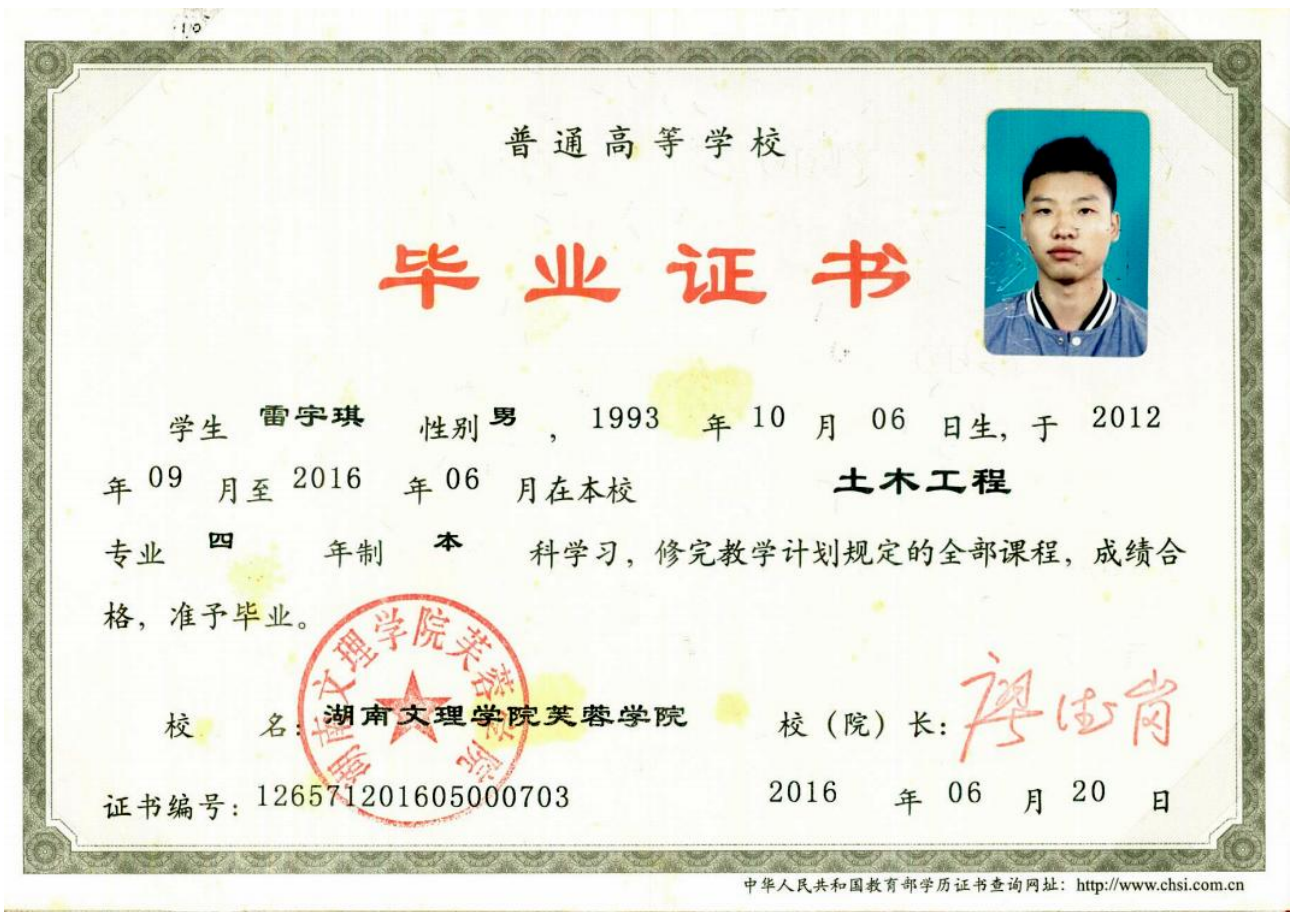 普通高等学校
毕业证书
学生 雷宇琪 性别 男 ， 1993 年 10 月 06 日生，于 2012
年 09 月至 2016 年 06 月在本校 土木工程
专业 四 年制 本 科学习，修完教学计划规定的全部课程，成绩合
格，准予毕业。
湖南文理学院芙蓉学院
校 名：湖南文理学院芙蓉学院 校（院）长：
证书编号：126571201605000703 2016 年 06 月 20 日
中华人民共和国教育部学历证书查询网址：http://www.chsi.com.cn